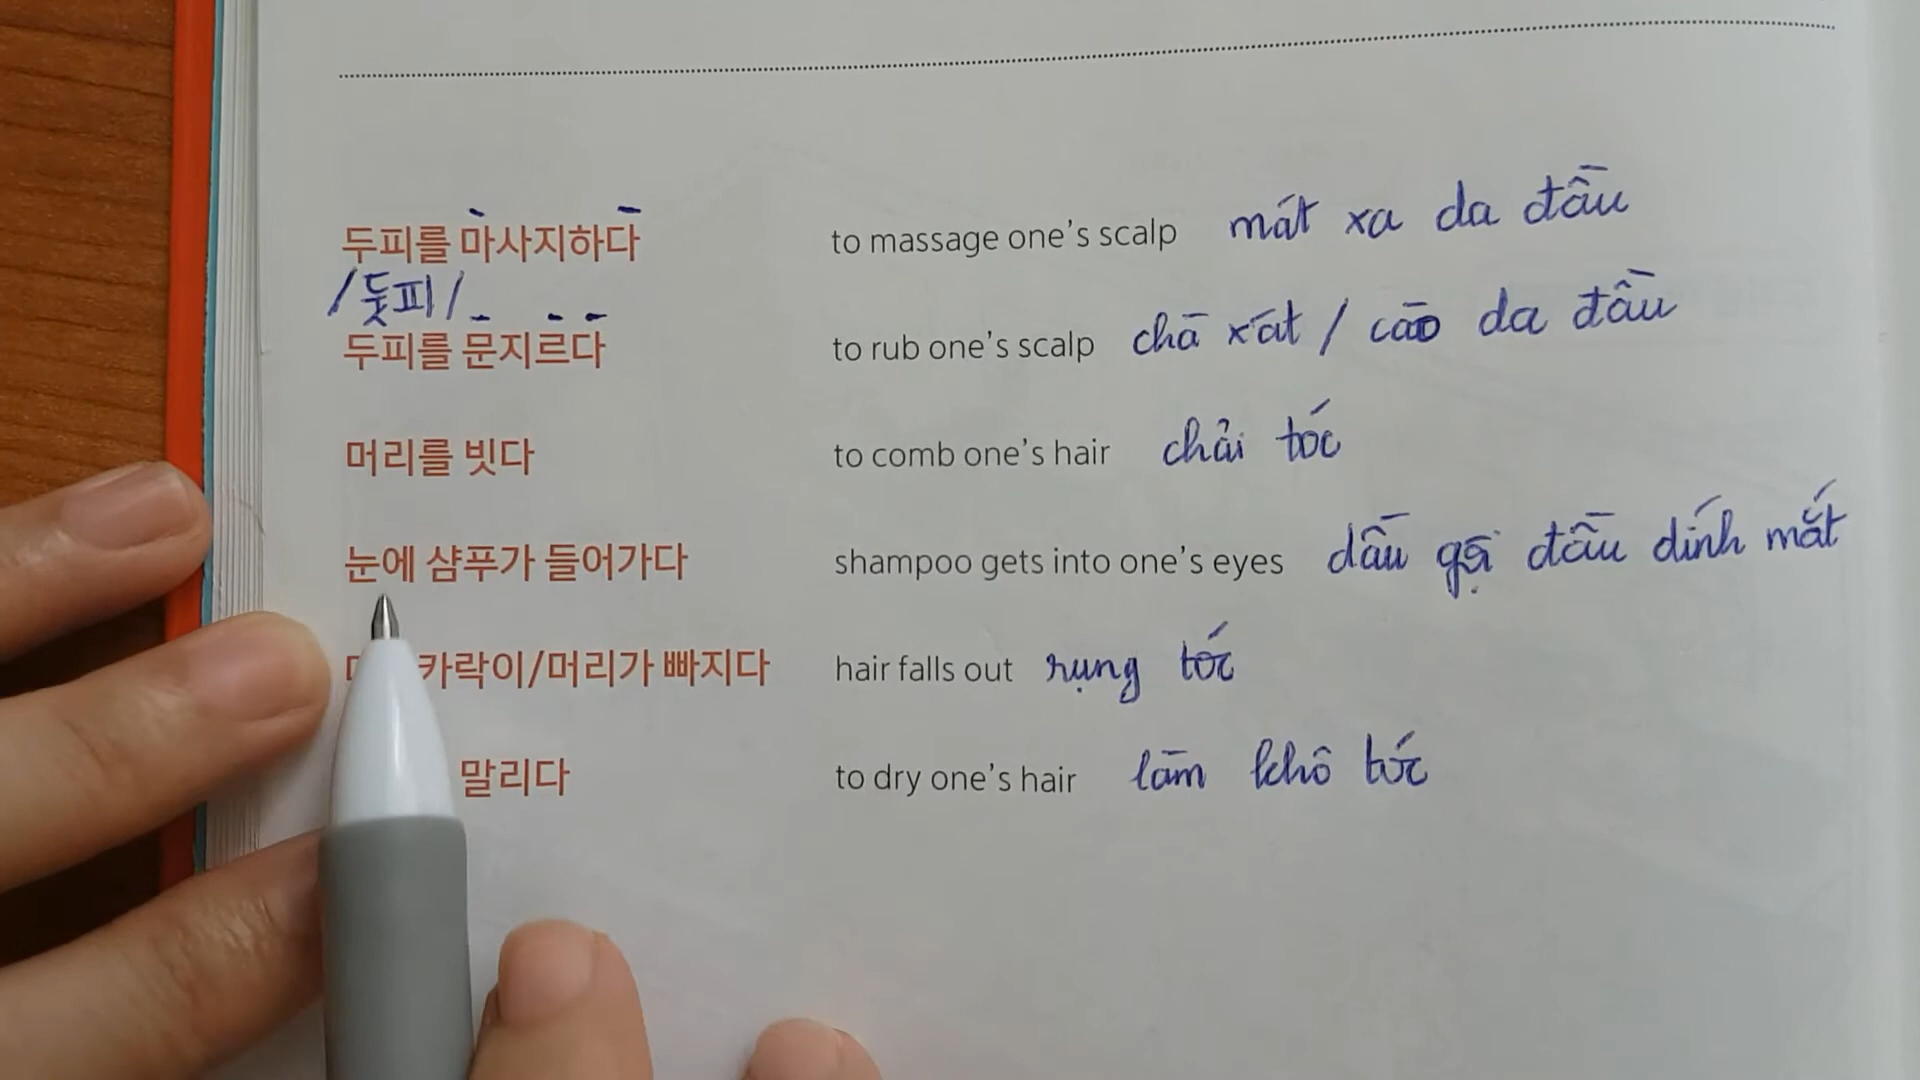 두피를 마사지하다 to massage one's scalp mát xa da đầu
/둣피/
두피를 문지르다 to rub one's scalp chà xát / cào da đầu
머리를 빗다 to comb one's hair chải tóc
눈에 샴푸가 들어가다 shampoo gets into one's eyes dầu gội đầu dính mắt
카락이/머리가 빠지다 hair falls out rụng tóc
말리다 to dry one's hair làm khô tóc